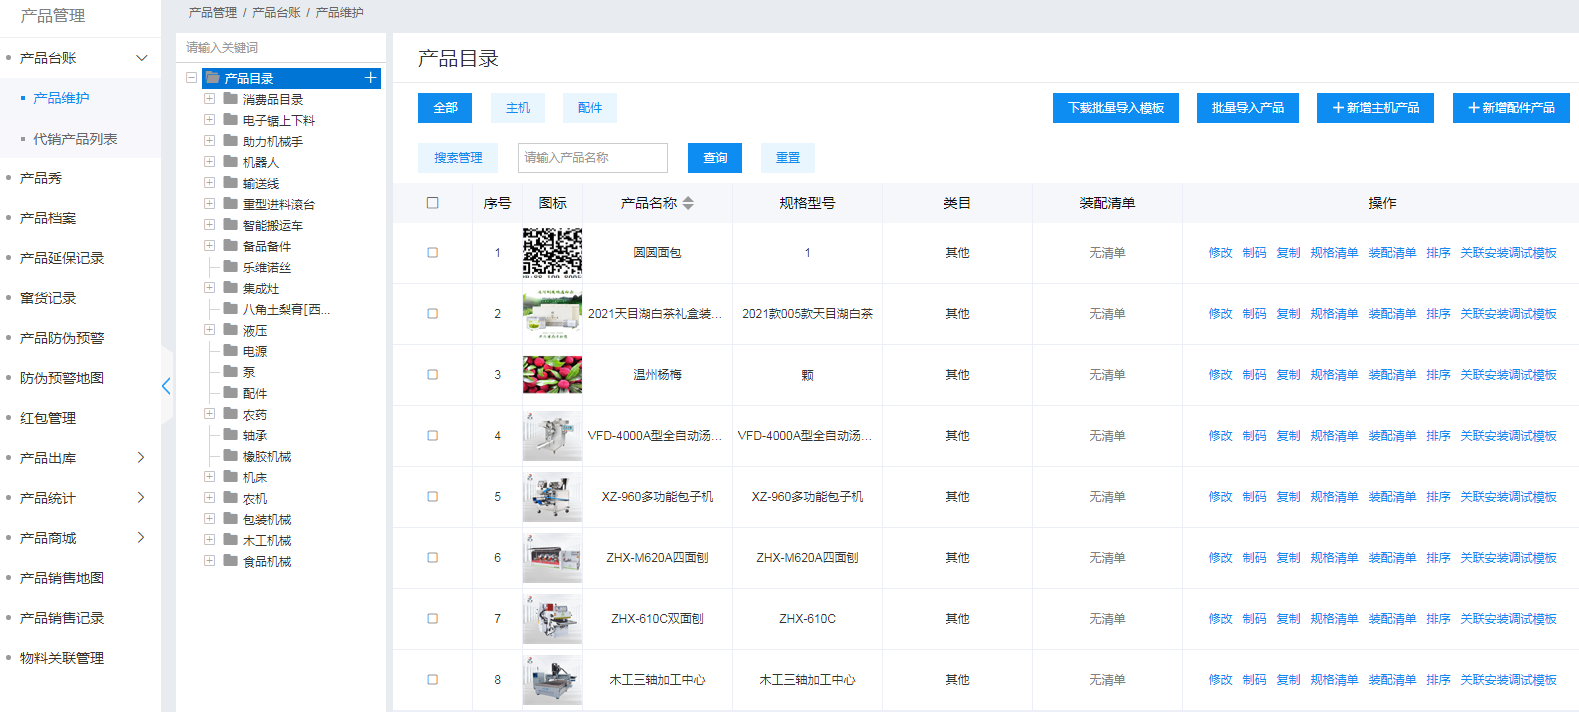 产品管理
产品台账
产品维护
代销产品列表
产品秀
产品档案
产品延保记录
窜货记录
产品防伪预警
防伪预警地图
红包管理
产品出库
产品统计
产品商城
产品销售地图
产品销售记录
物料关联管理
产品管理 / 产品台账 / 产品维护
请输入关键词
产品目录
消费品目录
电子锯上下料
助力机械手
机器人
输送线
重型进料滚台
智能搬运车
备品备件
乐维诺丝
集成灶
八角土梨膏[西...
液压
电源
泵
配件
农药
轴承
橡胶机械
机床
农机
包装机械
木工机械
食品机械
产品目录
全部 主机 配件 下载批量导入模板 批量导入产品 +新增主机产品 +新增配件产品
搜索管理 请输入产品名称 查询 重置
序号 图标 产品名称 规格型号 类目 装配清单 操作
1 圆圆面包 1 其他 无清单 修改 制码 复制 规格清单 装配清单 排序 关联安装调试模板
2 2021天目湖白茶礼盒装... 2021款005款天目湖白茶 其他 无清单 修改 制码 复制 规格清单 装配清单 排序 关联安装调试模板
3 温州杨梅 颗 其他 无清单 修改 制码 复制 规格清单 装配清单 排序 关联安装调试模板
4 VFD-4000A型全自动汤... VFD-4000A型全自动汤... 其他 无清单 修改 制码 复制 规格清单 装配清单 排序 关联安装调试模板
5 XZ-960多功能包子机 XZ-960多功能包子机 其他 无清单 修改 制码 复制 规格清单 装配清单 排序 关联安装调试模板
6 ZHX-M620A四面刨 ZHX-M620A四面刨 其他 无清单 修改 制码 复制 规格清单 装配清单 排序 关联安装调试模板
7 ZHX-610C双面刨 ZHX-610C 其他 无清单 修改 制码 复制 规格清单 装配清单 排序 关联安装调试模板
8 木工三轴加工中心 木工三轴加工中心 其他 无清单 修改 制码 复制 规格清单 装配清单 排序 关联安装调试模板